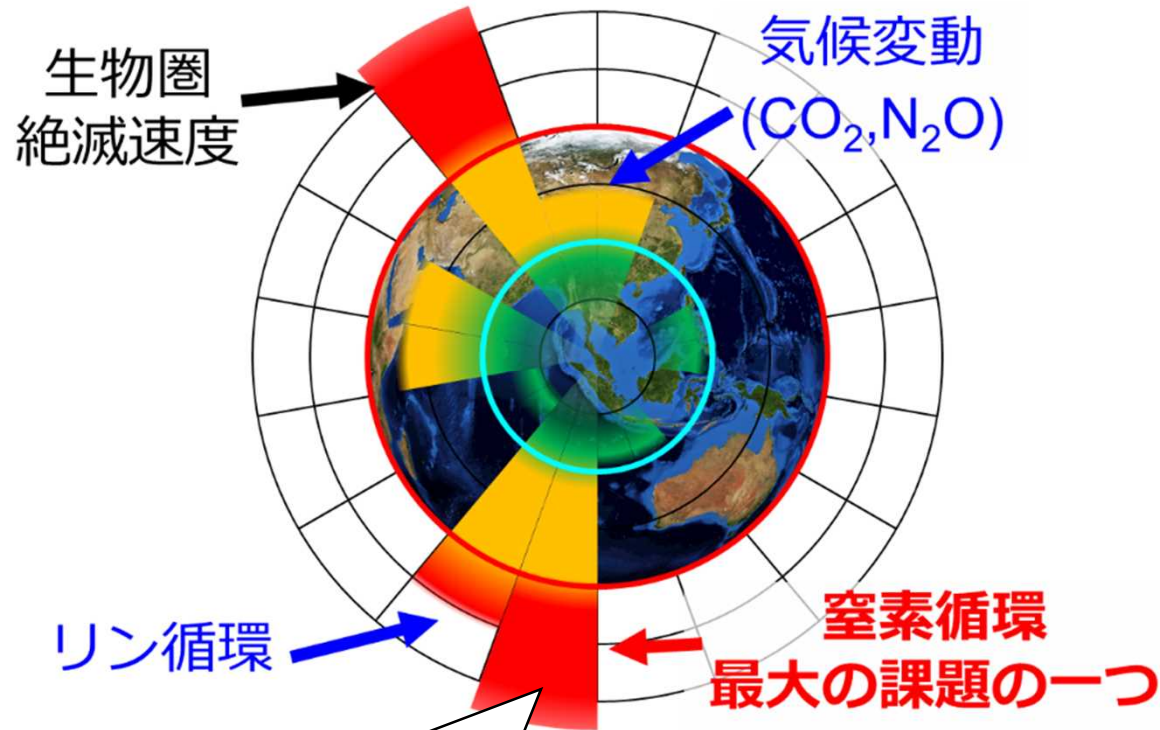 生物圏
絶滅速度
気候変動
(CO₂,N₂O)
リン循環
窒素循環
最大の課題の一つ